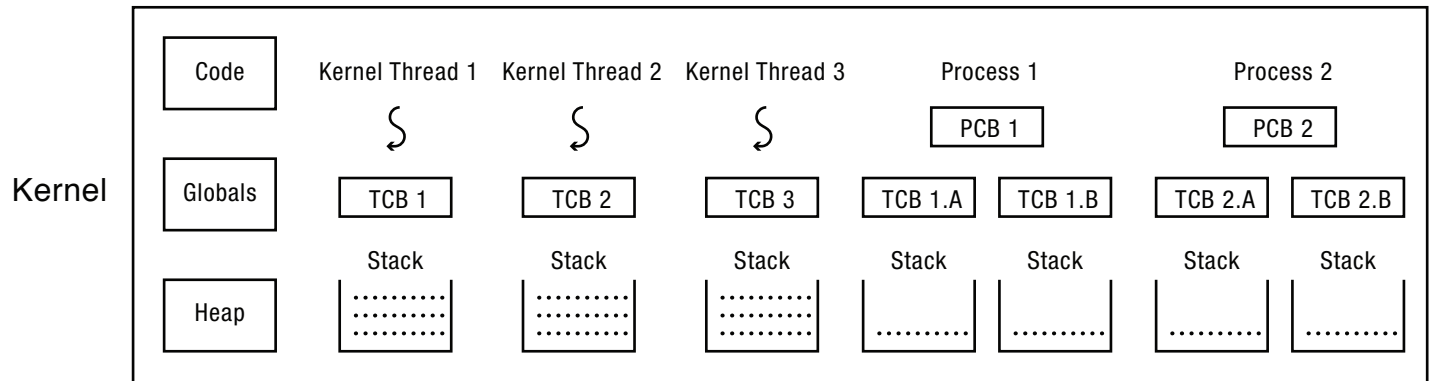 Kernel
Code
Globals
Heap
Kernel Thread 1 Kernel Thread 2 Kernel Thread 3 Process 1 Process 2
PCB 1 PCB 2
TCB 1 TCB 2 TCB 3 TCB 1.A TCB 1.B TCB 2.A TCB 2.B
Stack Stack Stack Stack Stack Stack Stack